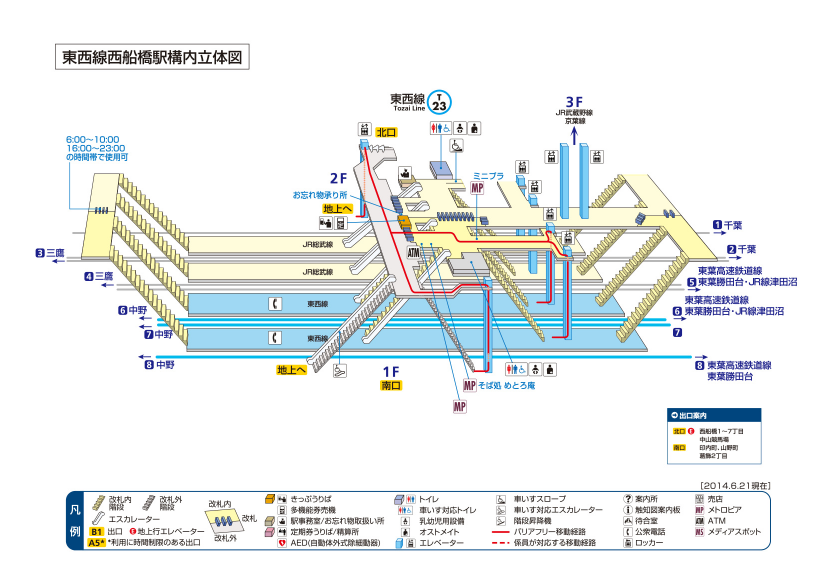 東西線西船橋駅構内立体図
東西線
Tozai Line
T
23
3F
JR武蔵野線
京葉線
北口
6:00～10:00
16:00～23:00
の時間帯で使用可
2F
お忘れ物承り所
地上へ
ミニプラ
MP
ATM
JR総武線
JR総武線
東西線
東西線
1 千葉
2 千葉
3 三鷹
4 三鷹
東葉高速鉄道線
5 東葉勝田台・JR線津田沼
6 中野
東葉高速鉄道線
6 東葉勝田台・JR線津田沼
7 中野
7
8 中野
8 東葉高速鉄道線
東葉勝田台
地上へ
1F
南口
MP そば処 めとろ庵
MP
出口案内
北口 E 西船橋1～7丁目
中山競馬場
南口 印内町、山野町
葛飾2丁目
[2014.6.21現在]
凡例
改札内階段
改札外階段
エスカレーター
B1 出口
E 地上行エレベーター
A5* *利用に時間制限のある出口
改札内
改札
改札外
きっぷうりば
多機能券売機
駅事務室/お忘れ物取扱い所
定期券うりば/精算所
AED(自動体外式除細動器)
トイレ
車いす対応トイレ
乳幼児用設備
オストメイト
エレベーター
車いすスロープ
車いす対応エスカレーター
階段昇降機
バリアフリー移動経路
係員が対応する移動経路
案内所
触知図案内板
待合室
公衆電話
ロッカー
売店
MP メトロピア
ATM ATM
MS メディアスポット